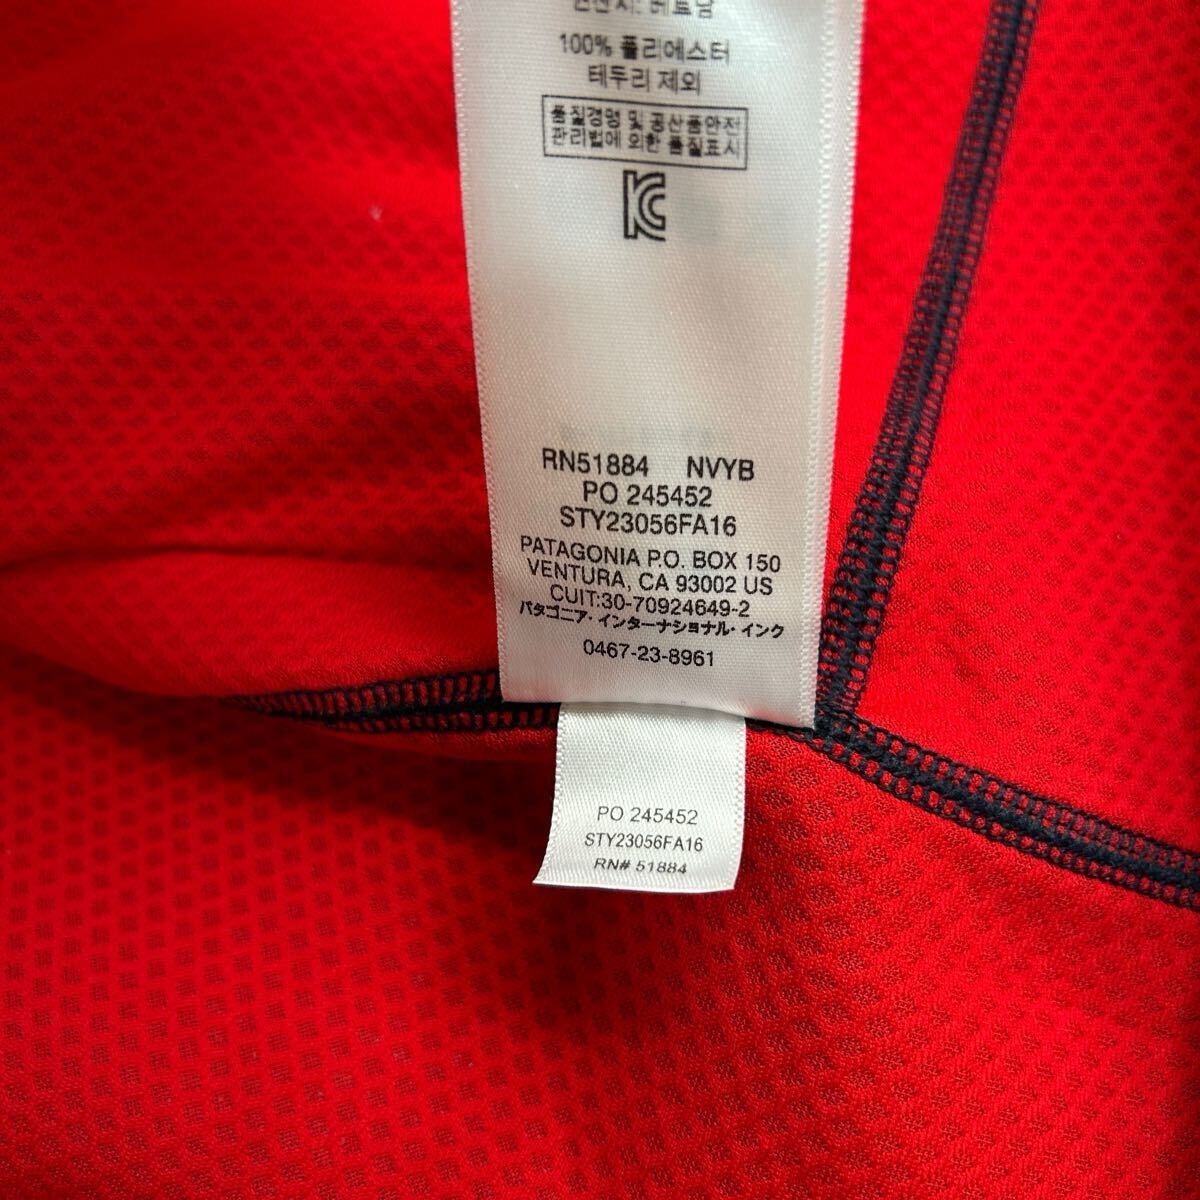 베트남
100% 폴리에스터
테두리 제외
품질경영 및 공산품안전
관리법에 의한 품질표시
RN51884 NVYB
PO 245452
STY23056FA16
PATAGONIA P.O. BOX 150
VENTURA, CA 93002 US
CUIT:30-70924649-2
パタゴニア・インターナショナル・インク
0467-23-8961
PO 245452
STY23056FA16
RN# 51884